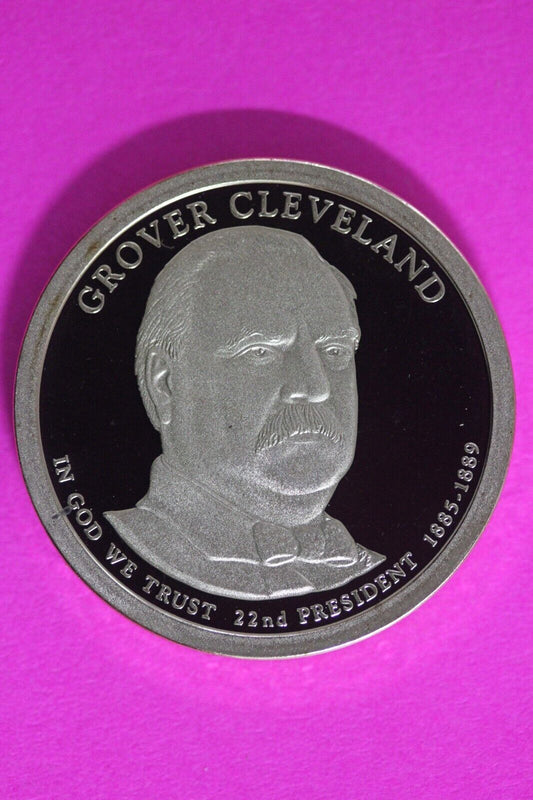 GROVER CLEVELAND
IN GOD WE TRUST 22nd PRESIDENT 1885-1889